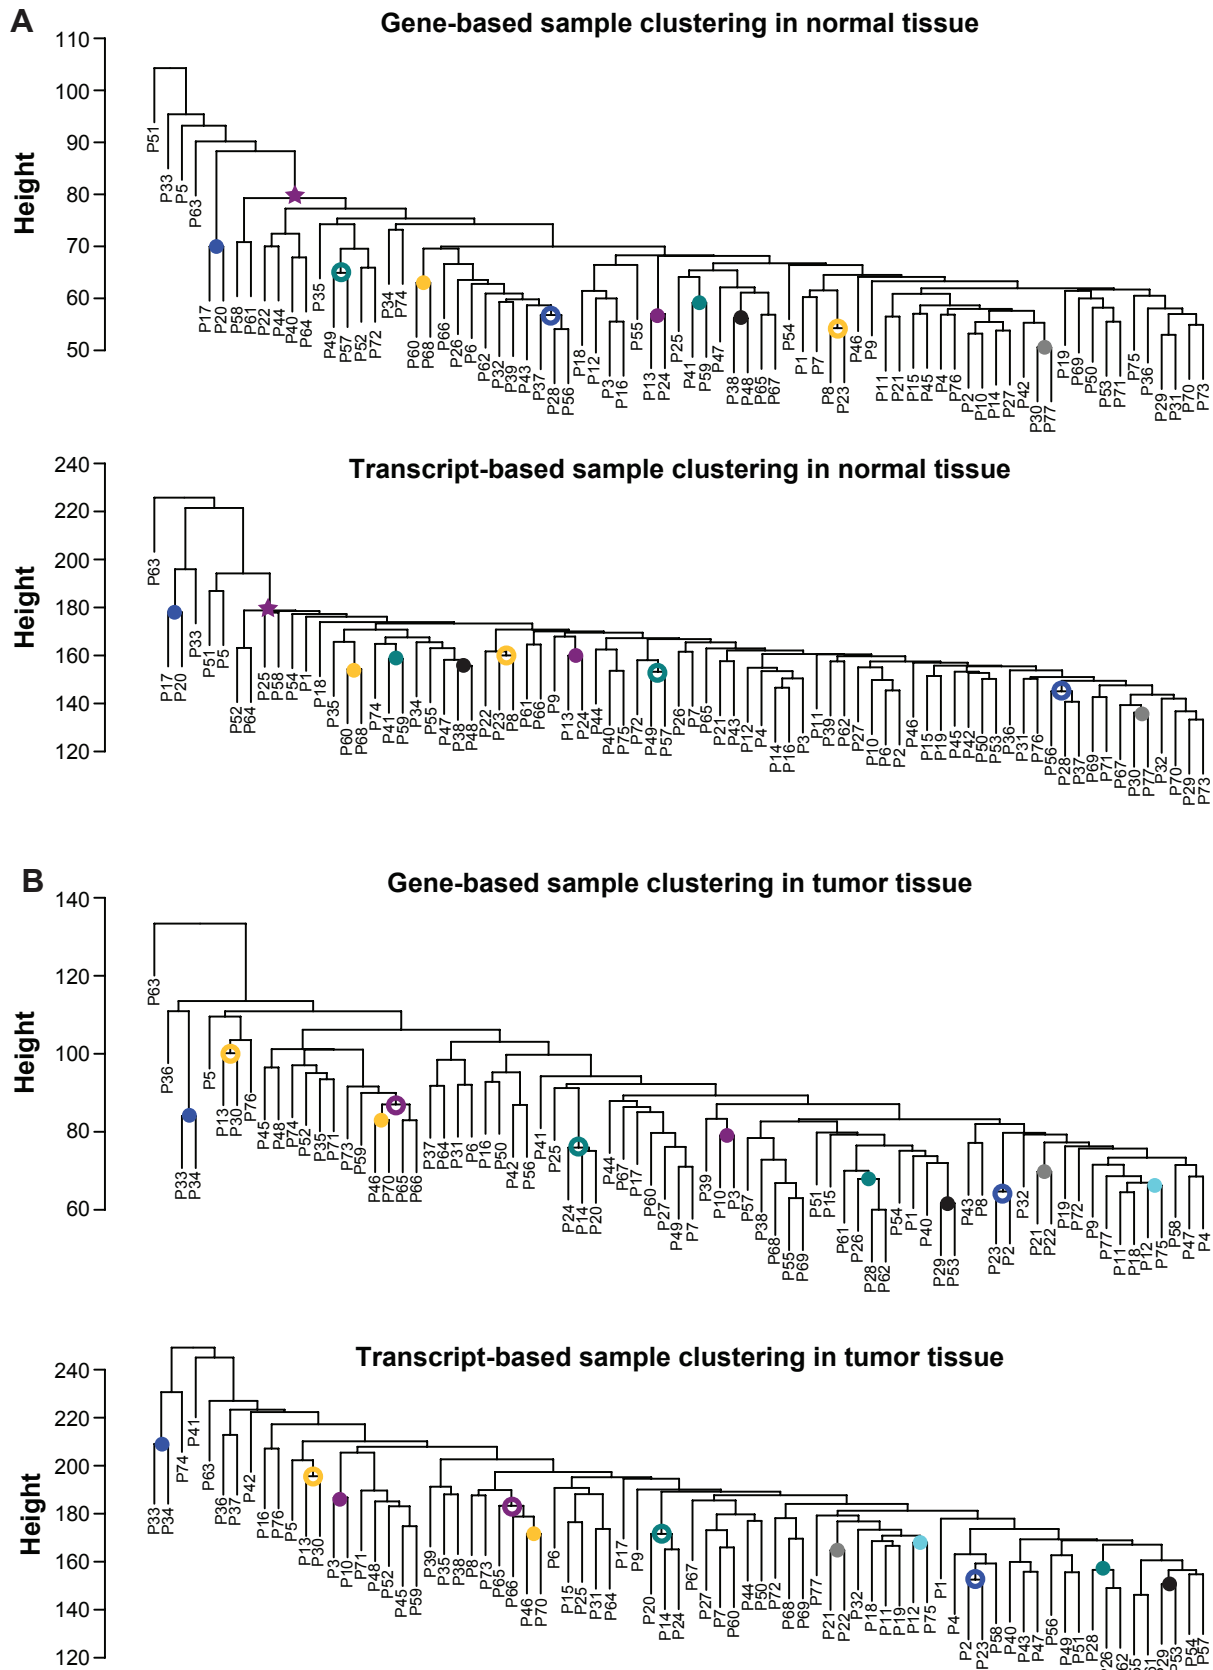 A
Gene-based sample clustering in normal tissue
Height
110
100
90
80
70
60
50
P51
P33
P5
P63
P17
P20
P58
P61
P22
P44
P40
P64
P35
P49
P57
P52
P72
P34
P74
P60
P68
P66
P26
P6
P62
P32
P39
P43
P37
P28
P56
P18
P12
P3
P16
P55
P13
P24
P25
P41
P59
P47
P38
P48
P65
P67
P54
P1
P7
P8
P23
P46
P9
P11
P21
P15
P45
P4
P76
P2
P10
P14
P27
P42
P30
P77
P19
P69
P50
P53
P71
P75
P36
P29
P31
P70
P73
Transcript-based sample clustering in normal tissue
Height
240
220
200
180
160
140
120
P63
P17
P20
P33
P51
P5
P52
P64
P25
P58
P54
P1
P18
P35
P60
P68
P74
P41
P59
P34
P55
P47
P38
P48
P22
P23
P8
P61
P66
P9
P13
P24
P44
P40
P75
P72
P49
P57
P26
P7
P65
P21
P43
P12
P4
P14
P16
P3
P11
P39
P62
P27
P10
P6
P2
P46
P15
P19
P45
P42
P50
P53
P36
P31
P76
P56
P28
P37
P69
P71
P67
P30
P77
P32
P70
P29
P73
B
Gene-based sample clustering in tumor tissue
Height
140
120
100
80
60
P63
P36
P33
P34
P5
P13
P30
P76
P45
P48
P74
P52
P35
P71
P73
P59
P46
P70
P65
P66
P37
P64
P31
P6
P16
P50
P42
P56
P41
P25
P24
P14
P20
P44
P67
P17
P60
P27
P49
P7
P39
P10
P3
P57
P38
P68
P55
P69
P51
P15
P61
P26
P28
P62
P54
P1
P40
P29
P53
P43
P8
P23
P2
P32
P21
P22
P19
P72
P9
P77
P11
P18
P12
P75
P58
P47
P4
Transcript-based sample clustering in tumor tissue
Height
240
220
200
180
160
140
120
P33
P34
P74
P41
P63
P36
P37
P42
P16
P76
P5
P13
P30
P3
P10
P71
P48
P52
P45
P59
P39
P35
P38
P8
P73
P65
P66
P46
P70
P6
P15
P25
P31
P64
P17
P9
P20
P14
P24
P67
P27
P7
P60
P44
P50
P72
P68
P69
P77
P21
P22
P32
P18
P11
P19
P12
P75
P1
P4
P2
P23
P58
P40
P43
P47
P56
P49
P51
P28
P53
P54
P57